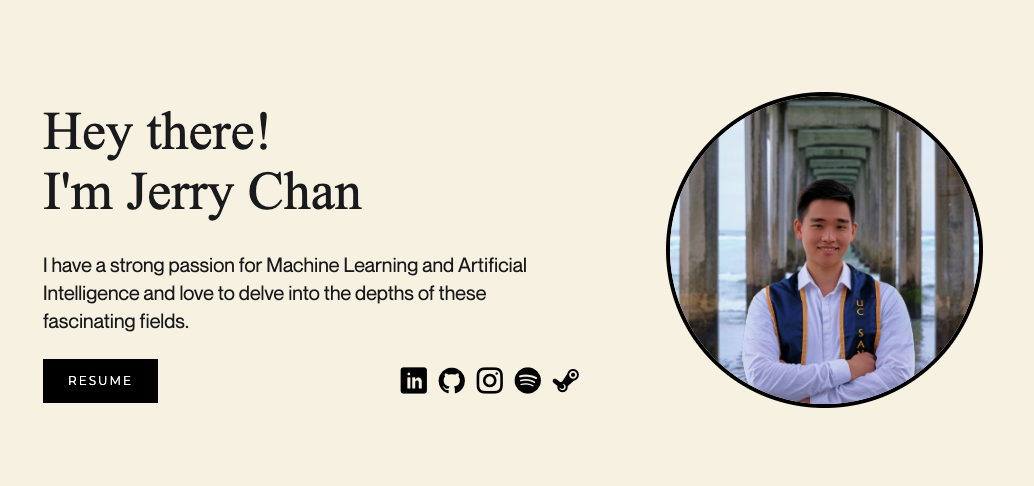 Hey there!
I'm Jerry Chan
I have a strong passion for Machine Learning and Artificial
Intelligence and love to delve into the depths of these
fascinating fields.
RESUME
in
UC